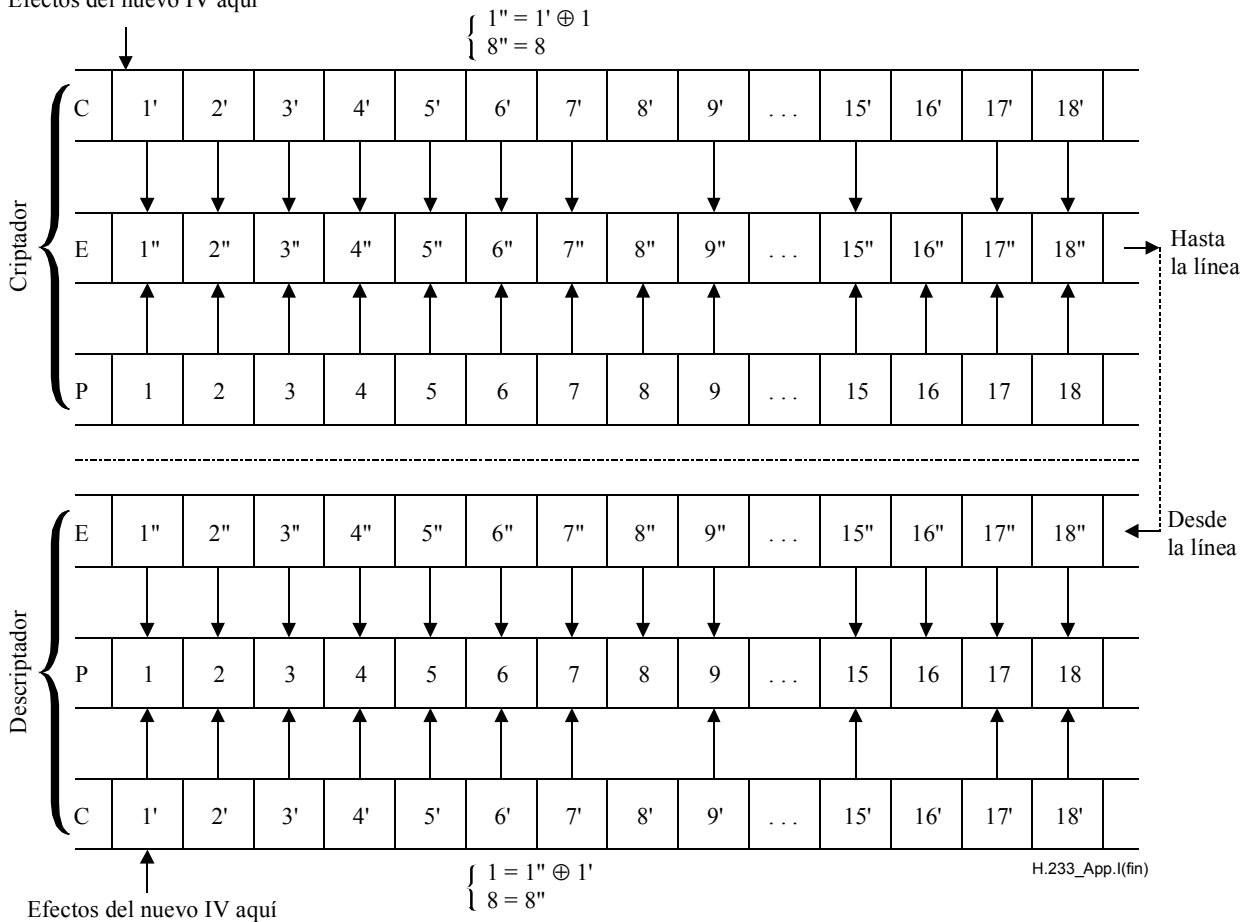 Efectos del nuevo IV aquí
1" = 1' ⊕ 1
8" = 8
C 1' 2' 3' 4' 5' 6' 7' 8' 9' . . . 15' 16' 17' 18'
Criptador
E 1" 2" 3" 4" 5" 6" 7" 8" 9" . . . 15" 16" 17" 18"
Hasta
la línea
P 1 2 3 4 5 6 7 8 9 . . . 15 16 17 18
E 1" 2" 3" 4" 5" 6" 7" 8" 9" . . . 15" 16" 17" 18"
Desde
la línea
Descriptador
P 1 2 3 4 5 6 7 8 9 . . . 15 16 17 18
C 1' 2' 3' 4' 5' 6' 7' 8' 9' . . . 15' 16' 17' 18'
1 = 1" ⊕ 1'
8 = 8"
H.233_App.I(fin)
Efectos del nuevo IV aquí